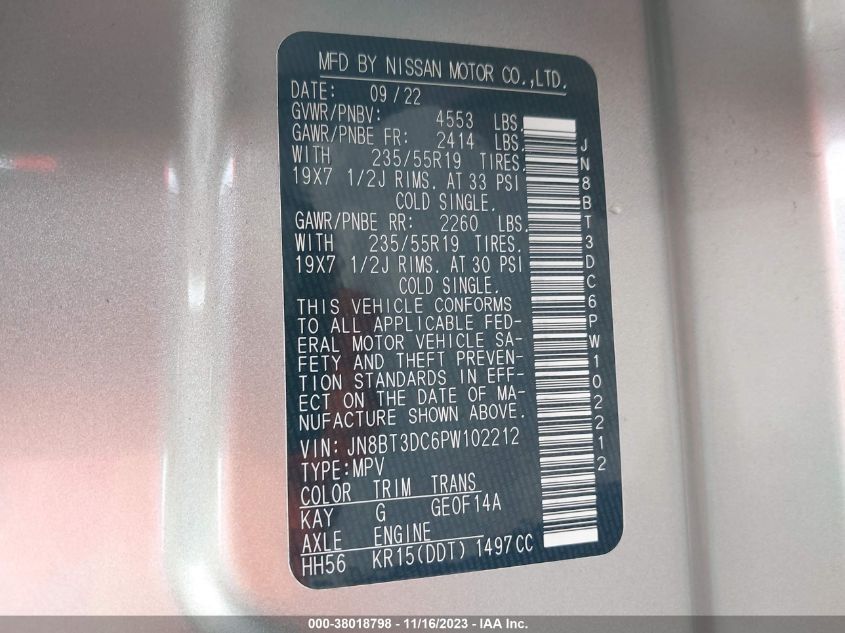 MFD BY NISSAN MOTOR CO.,LTD.
DATE: 09/22
GVWR/PNBV: 4553 LBS.
GAWR/PNBE FR: 2414 LBS.
WITH 235/55R19 TIRES,
19X7 1/2J RIMS. AT 33 PSI
COLD SINGLE.
GAWR/PNBE RR: 2260 LBS.
WITH 235/55R19 TIRES.
19X7 1/2J RIMS. AT 30 PSI
COLD SINGLE.
THIS VEHICLE CONFORMS
TO ALL APPLICABLE FED-
ERAL MOTOR VEHICLE SA-
FETY AND THEFT PREVEN-
TION STANDARDS IN EFF-
ECT ON THE DATE OF MA-
NUFACTURE SHOWN ABOVE.
VIN: JN8BT3DC6PW102212
TYPE:MPV
COLOR TRIM TRANS
KAY G GE0F14A
AXLE ENGINE
HH56 KR15(DDT) 1497CC
JN8BT3DC6PW102212
000-38018798 - 11/16/2023 - IAA Inc.